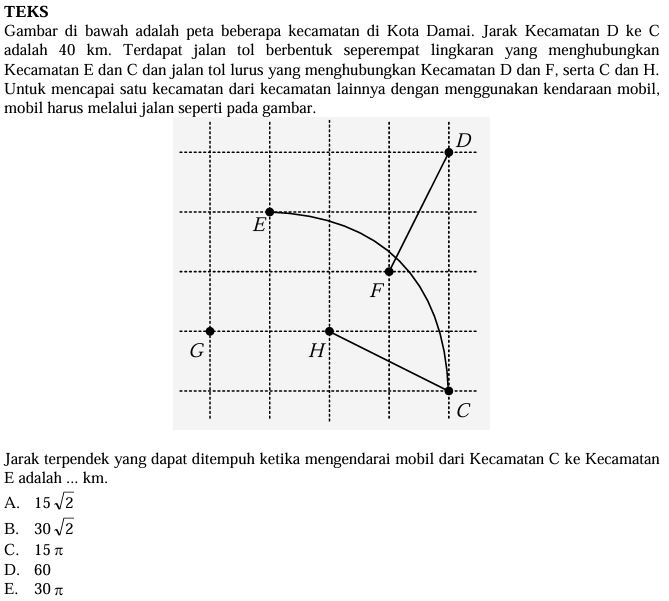 TEKS
Gambar di bawah adalah peta beberapa kecamatan di Kota Damai. Jarak Kecamatan D ke C
adalah 40 km. Terdapat jalan tol berbentuk seperempat lingkaran yang menghubungkan
Kecamatan E dan C dan jalan tol lurus yang menghubungkan Kecamatan D dan F, serta C dan H.
Untuk mencapai satu kecamatan dari kecamatan lainnya dengan menggunakan kendaraan mobil,
mobil harus melalui jalan seperti pada gambar.
D
E
F
G
H
C
Jarak terpendek yang dapat ditempuh ketika mengendarai mobil dari Kecamatan C ke Kecamatan
E adalah ... km.
A. 15√2
B. 30√2
C. 15 π
D. 60
E. 30 π